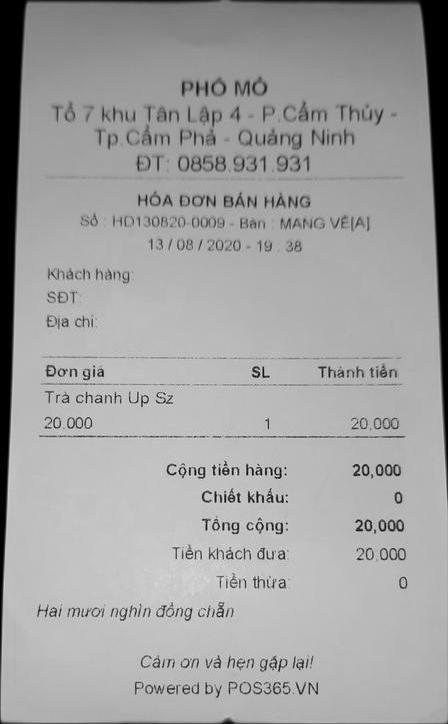 PHỐ MỎ
Tổ 7 khu Tân Lập 4 - P.Cẩm Thủy -
Tp.Cẩm Phả - Quảng Ninh
ĐT: 0858.931.931
HÓA ĐƠN BÁN HÀNG
Số : HD130820-0009 - Bàn : MANG VỀ[A]
13 / 08 / 2020 - 19 : 38
Khách hàng:
SĐT:
Địa chỉ:
Đơn giá SL Thành tiền
Trà chanh Up Sz
20.000 1 20,000
Cộng tiền hàng: 20,000
Chiết khấu: 0
Tổng cộng: 20,000
Tiền khách đưa: 20,000
Tiền thừa: 0
Hai mươi nghìn đồng chẵn
Cảm ơn và hẹn gặp lại!
Powered by POS365.VN